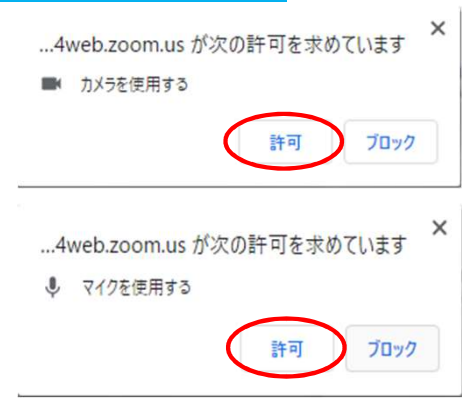 ...4web.zoom.us が次の許可を求めています
カメラを使用する
許可 ブロック
...4web.zoom.us が次の許可を求めています
マイクを使用する
許可 ブロック